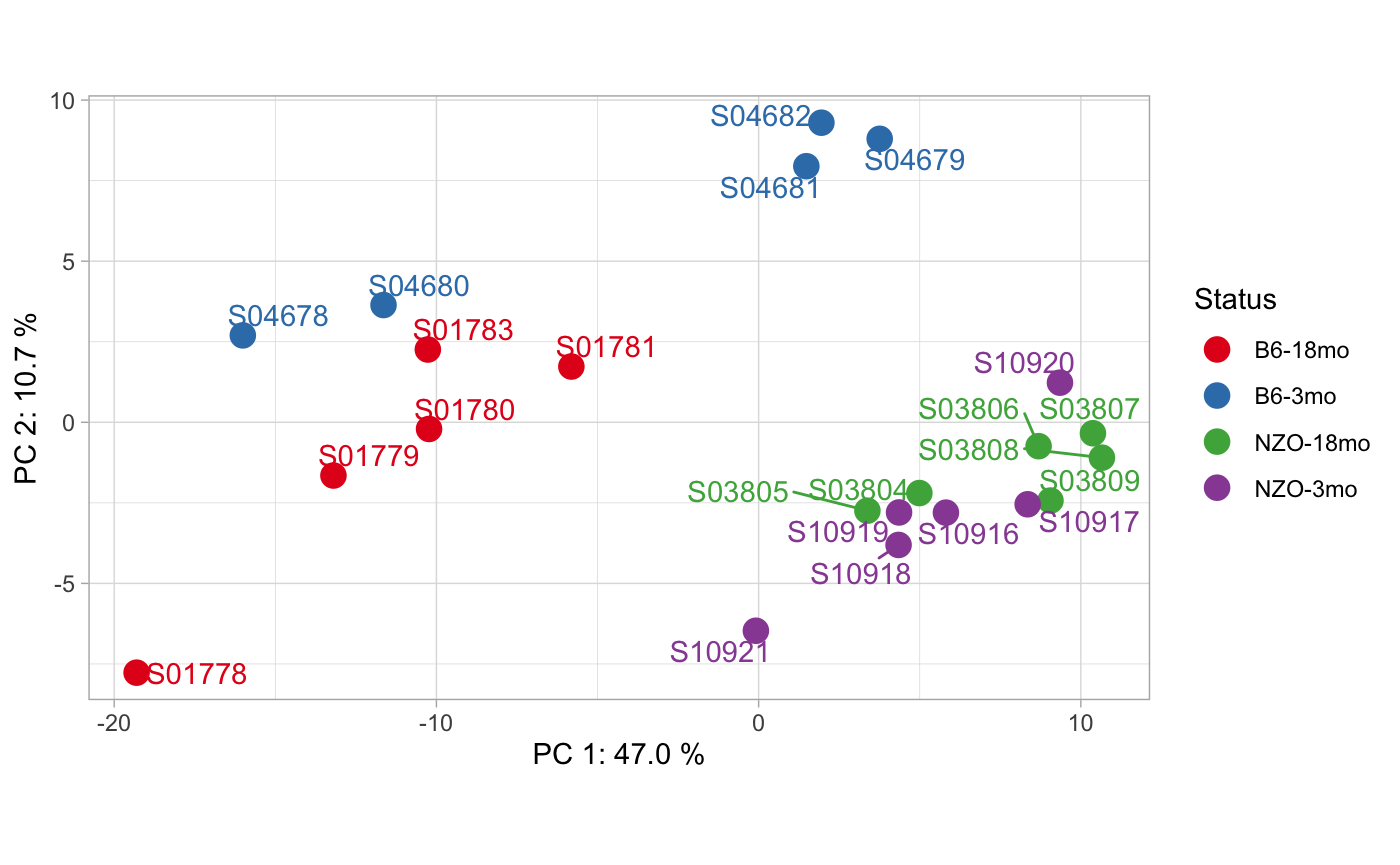 10
5
0
-5
PC 2: 10.7 %
S04682
S04679
S04681
S04680
S04678
S01783
S01781
S01780
S01779
S01778
S10920
S03806
S03807
S03808
S03809
S03805
S03804
S10919
S10916
S10917
S10918
S10921
-20
-10
0
10
PC 1: 47.0 %
Status
B6-18mo
B6-3mo
NZO-18mo
NZO-3mo